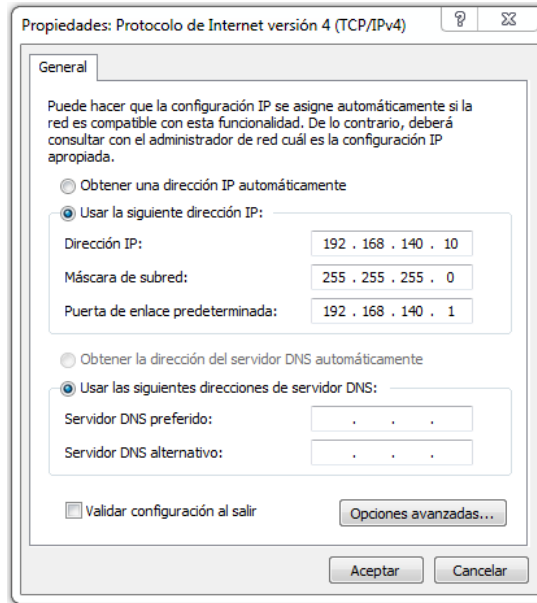 Propiedades: Protocolo de Internet versión 4 (TCP/IPv4)
General
Puede hacer que la configuración IP se asigne automáticamente si la
red es compatible con esta funcionalidad. De lo contrario, deberá
consultar con el administrador de red cuál es la configuración IP
apropiada.
Obtener una dirección IP automáticamente
Usar la siguiente dirección IP:
Dirección IP: 192 . 168 . 140 . 10
Máscara de subred: 255 . 255 . 255 . 0
Puerta de enlace predeterminada: 192 . 168 . 140 . 1
Obtener la dirección del servidor DNS automáticamente
Usar las siguientes direcciones de servidor DNS:
Servidor DNS preferido: . . .
Servidor DNS alternativo: . . .
Validar configuración al salir Opciones avanzadas...
Aceptar Cancelar